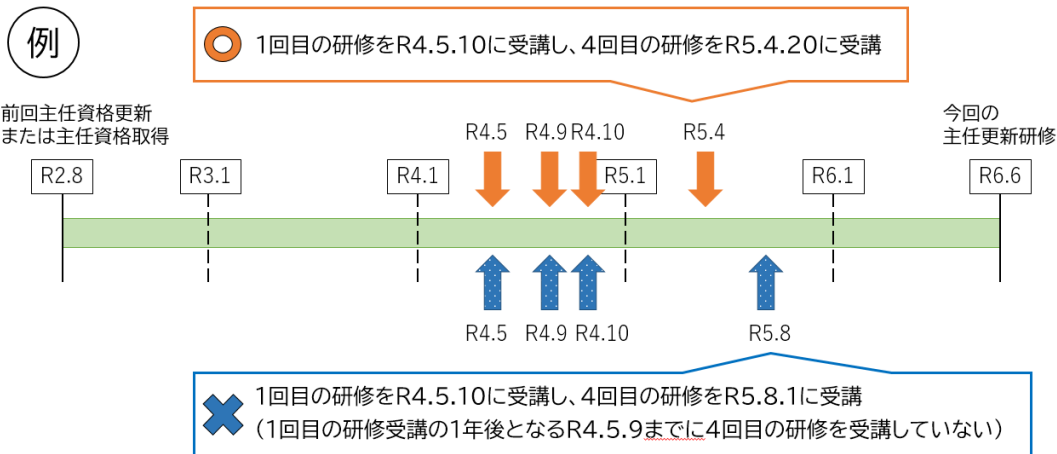 例
1回目の研修をR4.5.10に受講し、4回目の研修をR5.4.20に受講
前回主任資格更新
または主任資格取得
今回の
主任更新研修
R4.5 R4.9 R4.10 R5.4
R2.8 R3.1 R4.1 R5.1 R6.1 R6.6
R4.5 R4.9 R4.10 R5.8
1回目の研修をR4.5.10に受講し、4回目の研修をR5.8.1に受講
（1回目の研修受講の1年後となるR4.5.9までに4回目の研修を受講していない）